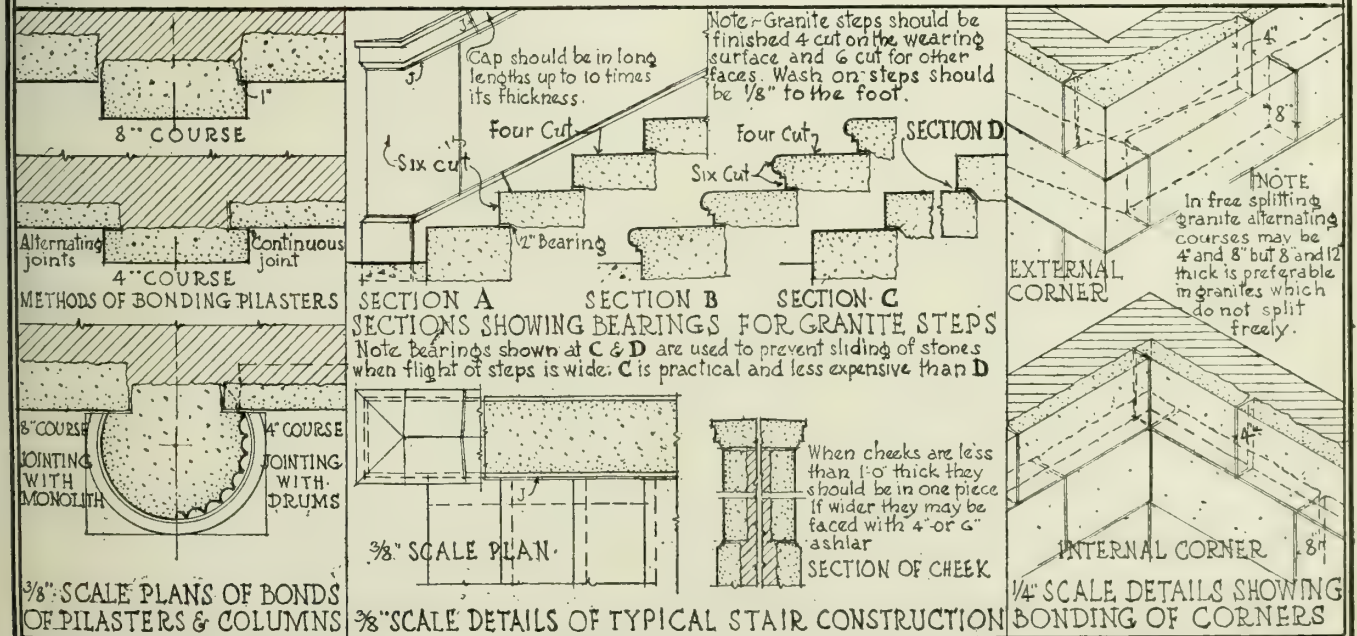 1"
8" COURSE
Alternating joints
Continuous joint
4" COURSE
METHODS OF BONDING PILASTERS
8" COURSE
JOINTING
WITH
MONOLITH
4" COURSE
JOINTING
WITH
DRUMS
3/8" SCALE PLANS OF BONDS
OF PILASTERS & COLUMNS
J
J
Cap should be in long
lengths up to 10 times
its thickness.
Note:- Granite steps should be
finished 4 cut on the wearing
surface and 6 cut for other
faces. Wash on steps should
be 1/8" to the foot.
Four Cut
Six cut
2" Bearing
Four Cut
Six Cut
SECTION D
SECTION A
SECTION B
SECTION C
SECTIONS SHOWING BEARINGS FOR GRANITE STEPS
Note Bearings shown at C & D are used to prevent sliding of stones
when flight of steps is wide. C is practical and less expensive than D
J
3/8" SCALE PLAN.
When cheeks are less
than 1'-0" thick they
should be in one piece
If wider they may be
faced with 4" or 6"
ashlar
SECTION OF CHEEK
3/8" SCALE DETAILS OF TYPICAL STAIR CONSTRUCTION
4"
8"
NOTE
In free splitting
granite alternating
courses may be
4" and 8" but 8" and 12"
thick is preferable
in granites which
do not split
freely.
EXTERNAL
CORNER
4"
8"
INTERNAL CORNER
1/4" SCALE DETAILS SHOWING
BONDING OF CORNERS